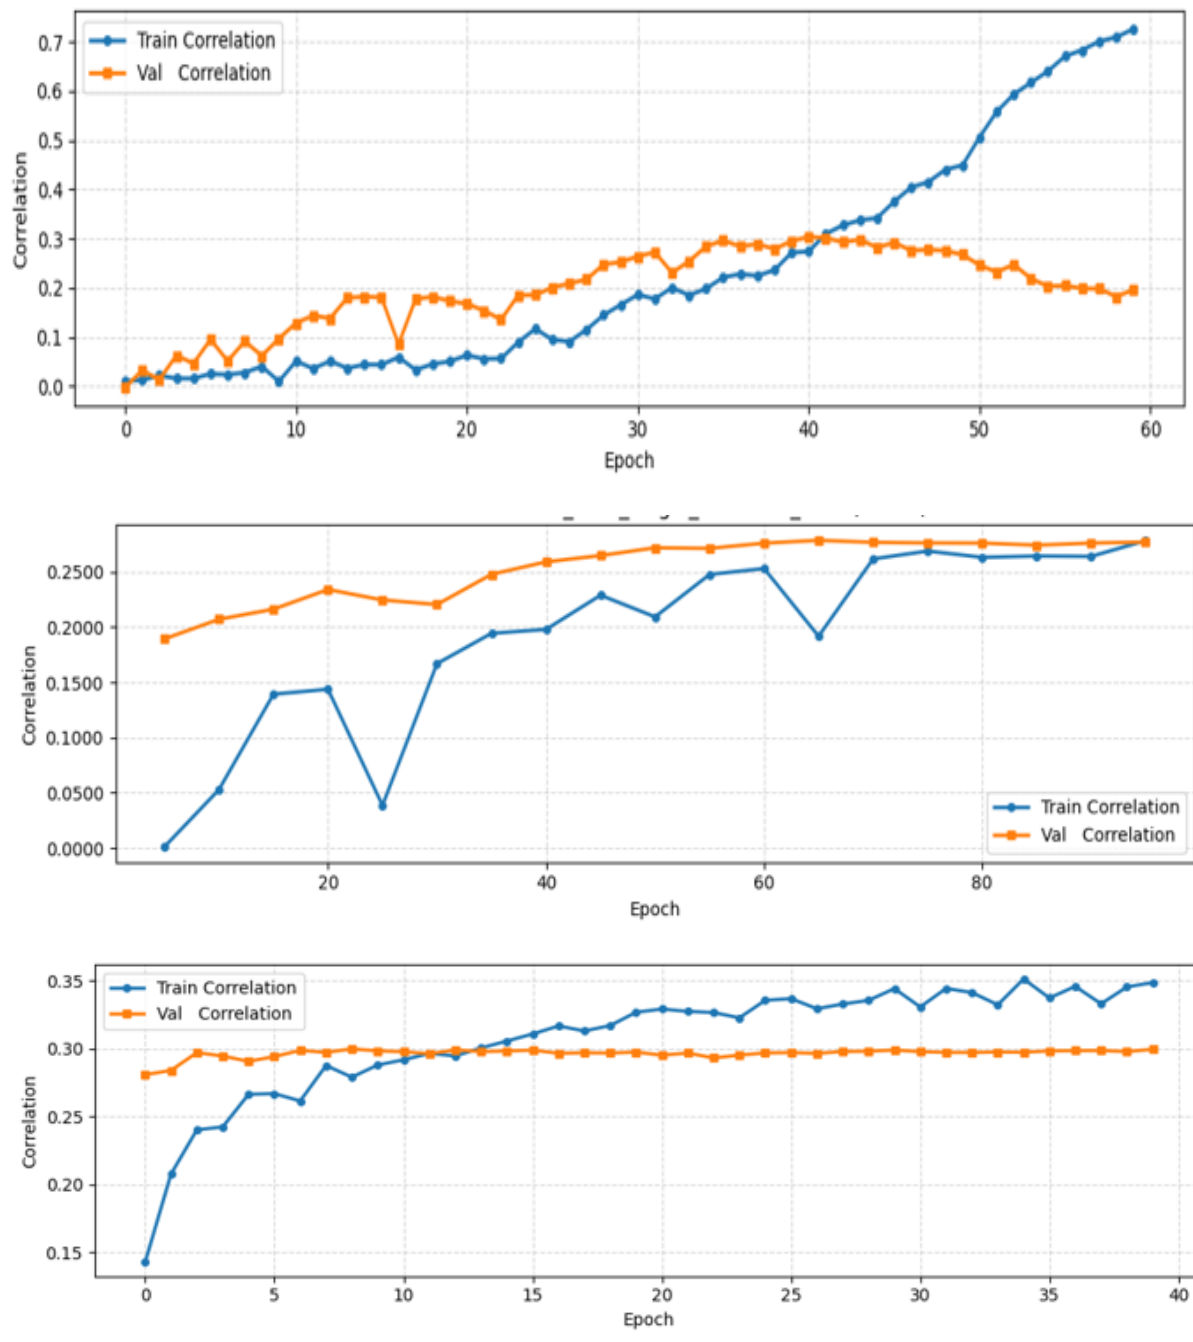 Train Correlation
Val Correlation
0.7
0.6
0.5
0.4
0.3
0.2
0.1
0.0
Correlation
0 10 20 30 40 50 60
Epoch
0.2500
0.2000
0.1500
0.1000
0.0500
0.0000
Correlation
Train Correlation
Val Correlation
20 40 60 80
Epoch
Train Correlation
Val Correlation
0.35
0.30
0.25
0.20
0.15
Correlation
0 5 10 15 20 25 30 35 40
Epoch